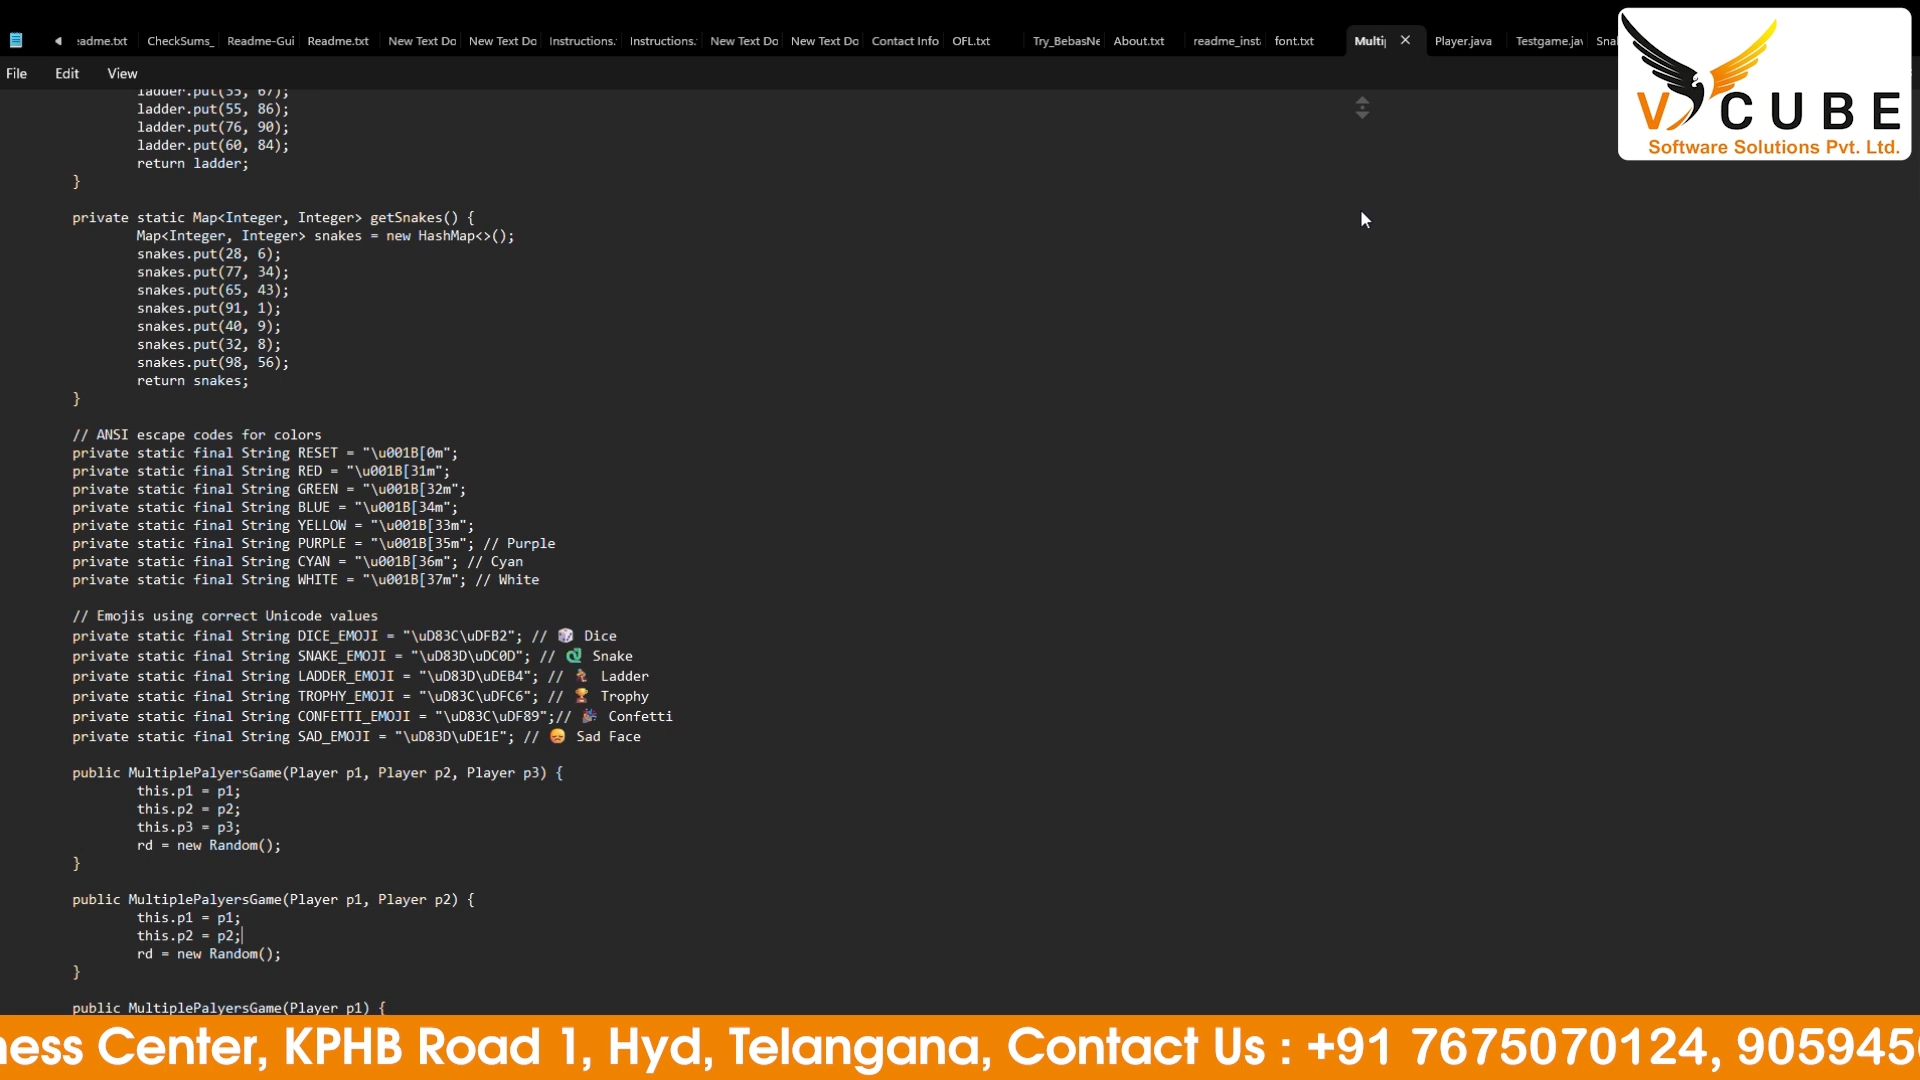 eadme.txt CheckSums_ Readme-Gui Readme.txt New Text Do New Text Do Instructions. Instructions. New Text Do New Text Do Contact Info OFL.txt Try_BebasNe About.txt readme_inst font.txt Multi Player.java Testgame.jav Sna
File Edit View
V CUBE
Software Solutions Pvt. Ltd.
ladder.put(55, 67);
ladder.put(55, 86);
ladder.put(76, 90);
ladder.put(60, 84);
return ladder;
}
private static Map<Integer, Integer> getSnakes() {
Map<Integer, Integer> snakes = new HashMap<>();
snakes.put(28, 6);
snakes.put(77, 34);
snakes.put(65, 43);
snakes.put(91, 1);
snakes.put(40, 9);
snakes.put(32, 8);
snakes.put(98, 56);
return snakes;
}
// ANSI escape codes for colors
private static final String RESET = "\u001B[0m";
private static final String RED = "\u001B[31m";
private static final String GREEN = "\u001B[32m";
private static final String BLUE = "\u001B[34m";
private static final String YELLOW = "\u001B[33m";
private static final String PURPLE = "\u001B[35m"; // Purple
private static final String CYAN = "\u001B[36m"; // Cyan
private static final String WHITE = "\u001B[37m"; // White
// Emojis using correct Unicode values
private static final String DICE_EMOJI = "\uD83C\uDFB2"; // 🎲 Dice
private static final String SNAKE_EMOJI = "\uD83D\uDC0D"; // 🐍 Snake
private static final String LADDER_EMOJI = "\uD83D\uDEB4"; // 🚴 Ladder
private static final String TROPHY_EMOJI = "\uD83C\uDFC6"; // 🏆 Trophy
private static final String CONFETTI_EMOJI = "\uD83C\uDF89";// 🎉 Confetti
private static final String SAD_EMOJI = "\uD83D\uDE1E"; // 😞 Sad Face
public MultiplePalyersGame(Player p1, Player p2, Player p3) {
this.p1 = p1;
this.p2 = p2;
this.p3 = p3;
rd = new Random();
}
public MultiplePalyersGame(Player p1, Player p2) {
this.p1 = p1;
this.p2 = p2;
rd = new Random();
}
public MultiplePalyersGame(Player p1) {
ness Center, KPHB Road 1, Hyd, Telangana, Contact Us : +91 7675070124, 9059456